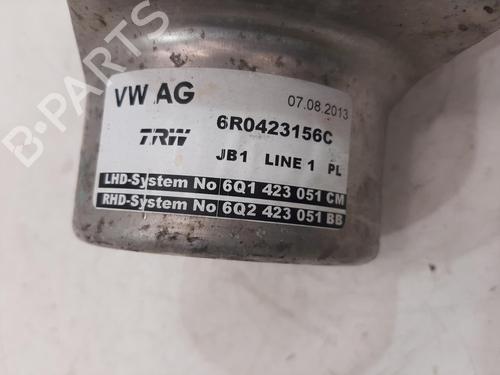 B-PARTS
VW AG
07.08.2013
TRW
6R0423156C
JB1 LINE 1 PL
LHD-System No 6Q1 423 051 CM
RHD-System No 6Q2 423 051 BB